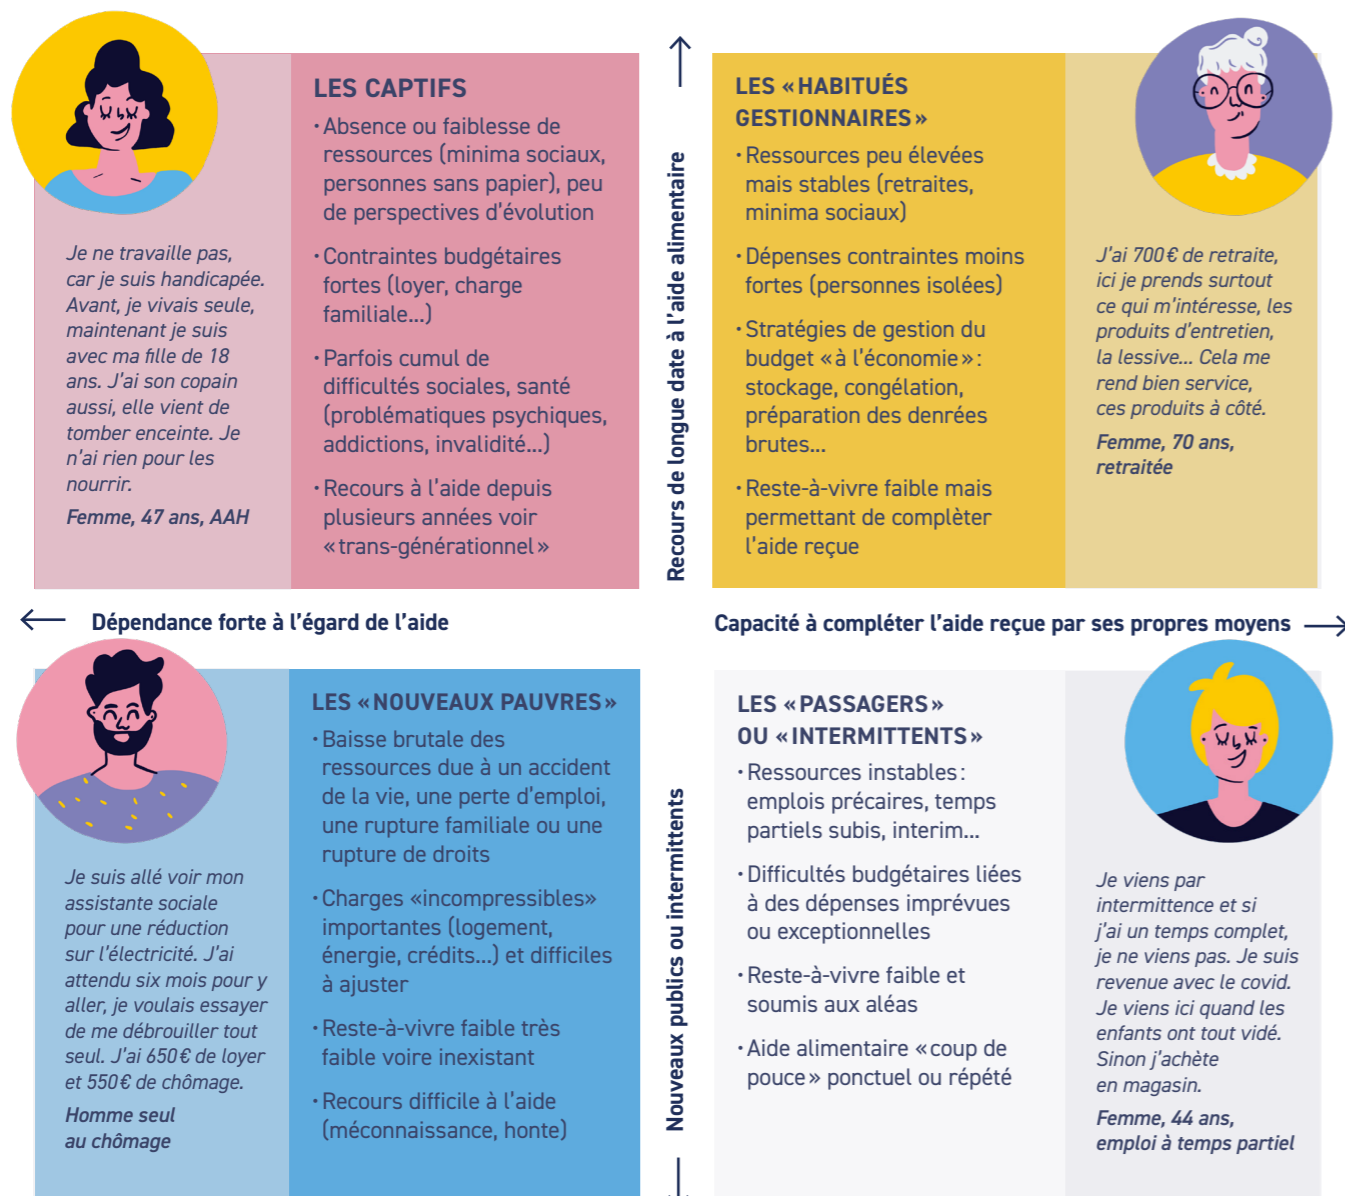 LES CAPTIFS
· Absence ou faiblesse de
ressources (minima sociaux,
personnes sans papier), peu
de perspectives d'évolution
· Contraintes budgétaires
fortes (loyer, charge
familiale...)
· Parfois cumul de
difficultés sociales, santé
(problématiques psychiques,
addictions, invalidité...)
· Recours à l'aide depuis
plusieurs années voir
«trans-générationnel»
Je ne travaille pas,
car je suis handicapée.
Avant, je vivais seule,
maintenant je suis
avec ma fille de 18
ans. J'ai son copain
aussi, elle vient de
tomber enceinte. Je
n'ai rien pour les
nourrir.
Femme, 47 ans, AAH
Recours de longue date à l'aide alimentaire
LES «HABITUÉS
GESTIONNAIRES»
· Ressources peu élevées
mais stables (retraites,
minima sociaux)
· Dépenses contraintes moins
fortes (personnes isolées)
· Stratégies de gestion du
budget «à l'économie»:
stockage, congélation,
préparation des denrées
brutes...
· Reste-à-vivre faible mais
permettant de complèter
l'aide reçue
J'ai 700€ de retraite,
ici je prends surtout
ce qui m'intéresse, les
produits d'entretien,
la lessive... Cela me
rend bien service,
ces produits à côté.
Femme, 70 ans,
retraitée
Dépendance forte à l'égard de l'aide
Capacité à compléter l'aide reçue par ses propres moyens
LES «NOUVEAUX PAUVRES»
· Baisse brutale des
ressources due à un accident
de la vie, une perte d'emploi,
une rupture familiale ou une
rupture de droits
· Charges «incompressibles»
importantes (logement,
énergie, crédits...) et difficiles
à ajuster
· Reste-à-vivre faible très
faible voire inexistant
· Recours difficile à l'aide
(méconnaissance, honte)
Je suis allé voir mon
assistante sociale
pour une réduction
sur l'électricité. J'ai
attendu six mois pour y
aller, je voulais essayer
de me débrouiller tout
seul. J'ai 650€ de loyer
et 550€ de chômage.
Homme seul
au chômage
Nouveaux publics ou intermittents
LES «PASSAGERS»
OU «INTERMITTENTS»
· Ressources instables:
emplois précaires, temps
partiels subis, interim...
· Difficultés budgétaires liées
à des dépenses imprévues
ou exceptionnelles
· Reste-à-vivre faible et
soumis aux aléas
· Aide alimentaire «coup de
pouce» ponctuel ou répété
Je viens par
intermittence et si
j'ai un temps complet,
je ne viens pas. Je suis
revenue avec le covid.
Je viens ici quand les
enfants ont tout vidé.
Sinon j'achète
en magasin.
Femme, 44 ans,
emploi à temps partiel